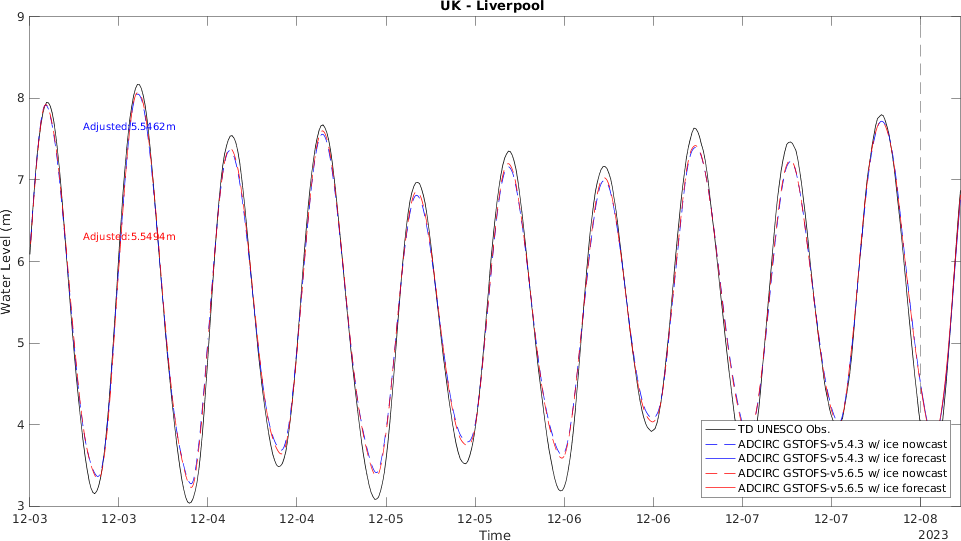 UK - Liverpool
9
8
7
6
5
4
3
Water Level (m)
Adjusted:5.5462m
Adjusted:5.5494m
TD UNESCO Obs.
ADCIRC GSTOFS-v5.4.3 w/ ice nowcast
ADCIRC GSTOFS-v5.4.3 w/ ice forecast
ADCIRC GSTOFS-v5.6.5 w/ ice nowcast
ADCIRC GSTOFS-v5.6.5 w/ ice forecast
12-03 12-03 12-04 12-04 12-05 12-05 12-06 12-06 12-07 12-07 12-08
Time
2023